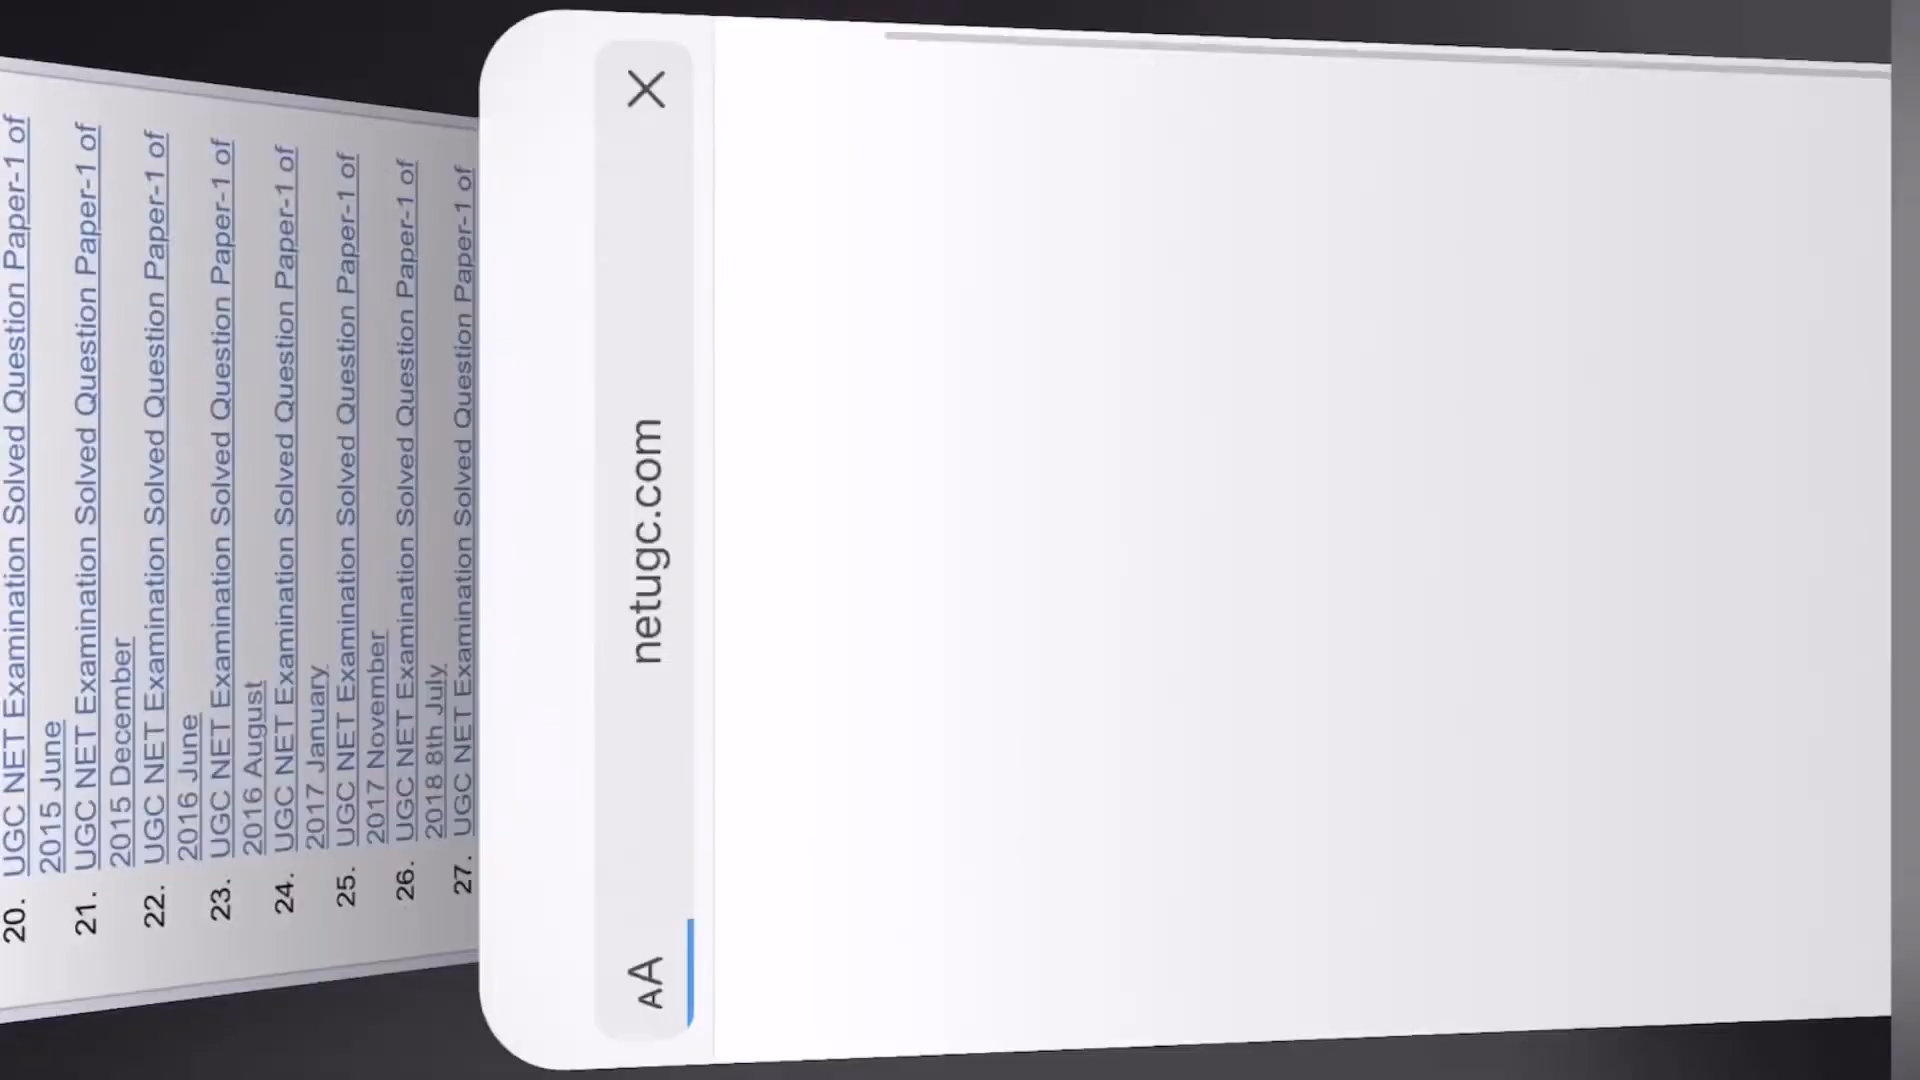 20. UGC NET Examination Solved Question Paper-1 of
2015 June
21. UGC NET Examination Solved Question Paper-1 of
2015 December
22. UGC NET Examination Solved Question Paper-1 of
2016 June
23. UGC NET Examination Solved Question Paper-1 of
2016 August
24. UGC NET Examination Solved Question Paper-1 of
2017 January
25. UGC NET Examination Solved Question Paper-1 of
2017 November
26. UGC NET Examination Solved Question Paper-1 of
2018 8th July
27. UGC NET Examination Solved Question Paper-1 of
AA
netugc.com